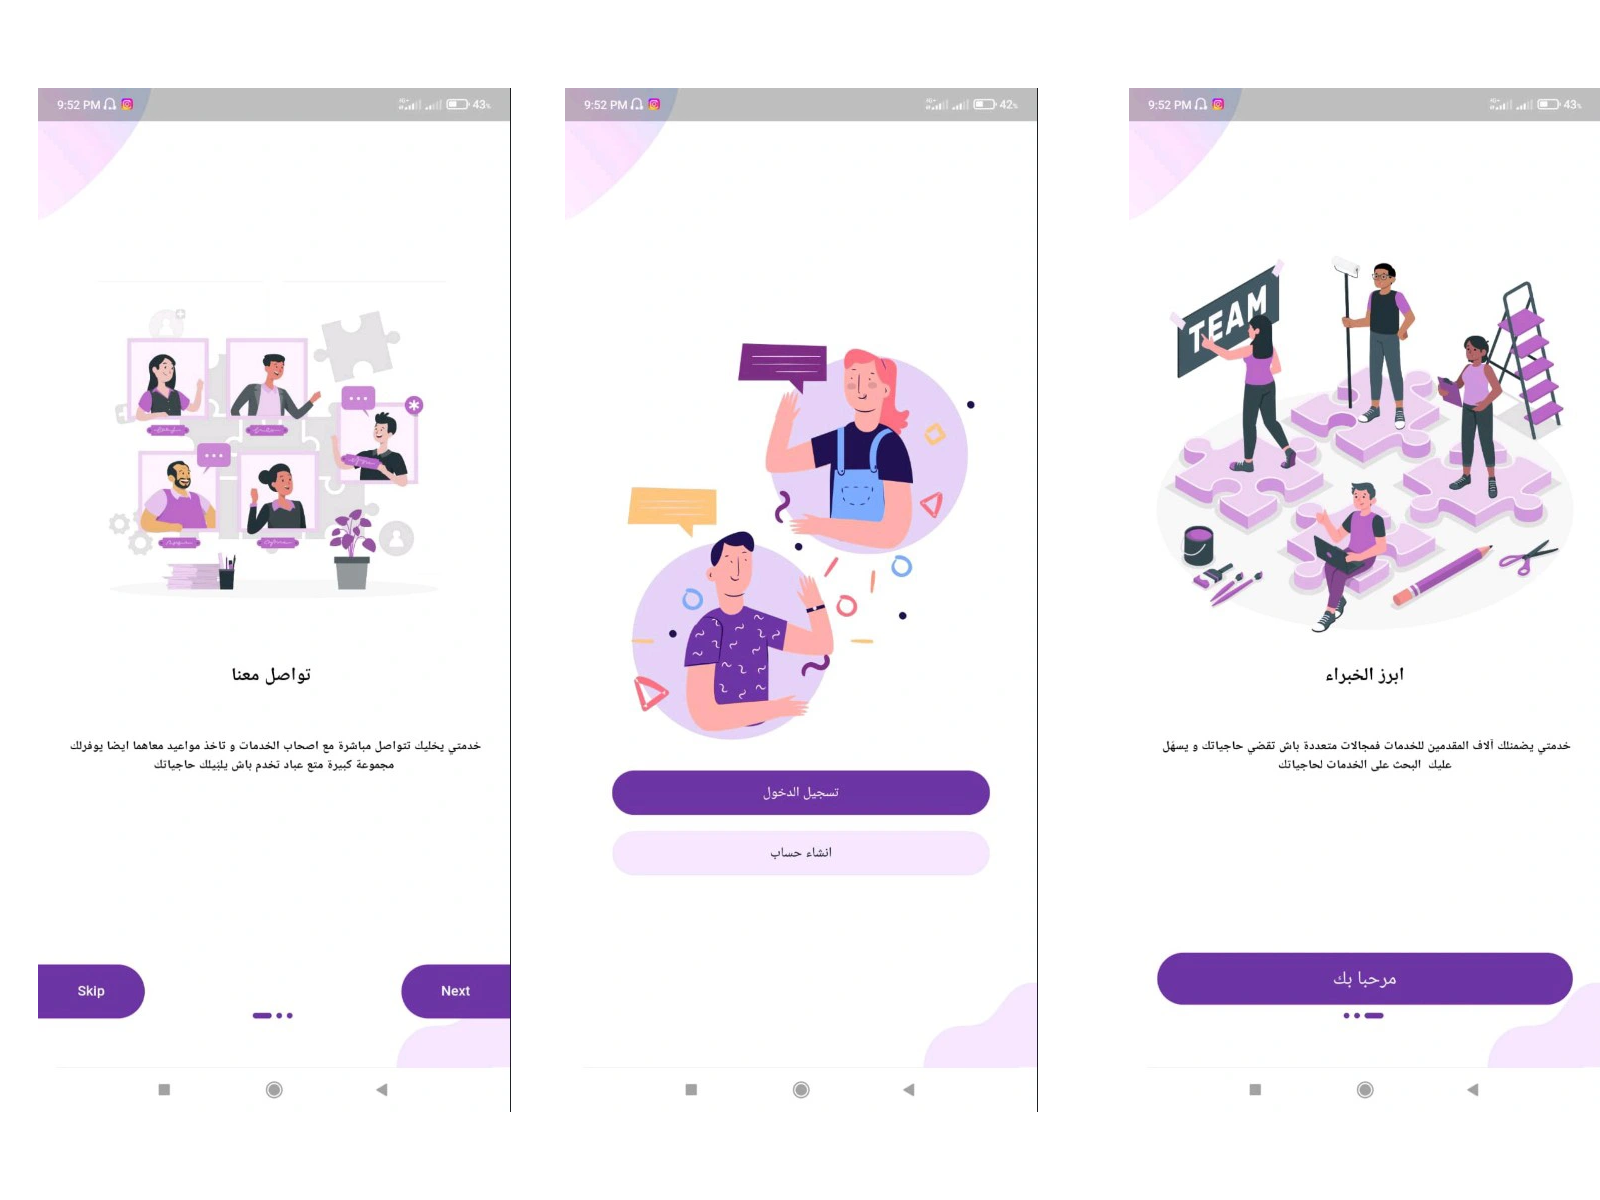 9:52 PM
43%
تواصل معنا
خدمتي يخليك تتواصل مباشرة مع اصحاب الخدمات و تاخذ مواعيد معاهما ايضا يوفرلك
مجموعة كبيرة متع عباد تخدم باش يلبّيلك حاجياتك
Skip
Next
9:52 PM
42%
تسجيل الدخول
انشاء حساب
9:52 PM
43%
TEAM
ابرز الخبراء
خدمتي يضمنلك آلاف المقدمين للخدمات فمجالات متعددة باش تقضي حاجياتك و يسهّل
عليك البحث على الخدمات لحاجياتك
مرحبا بك